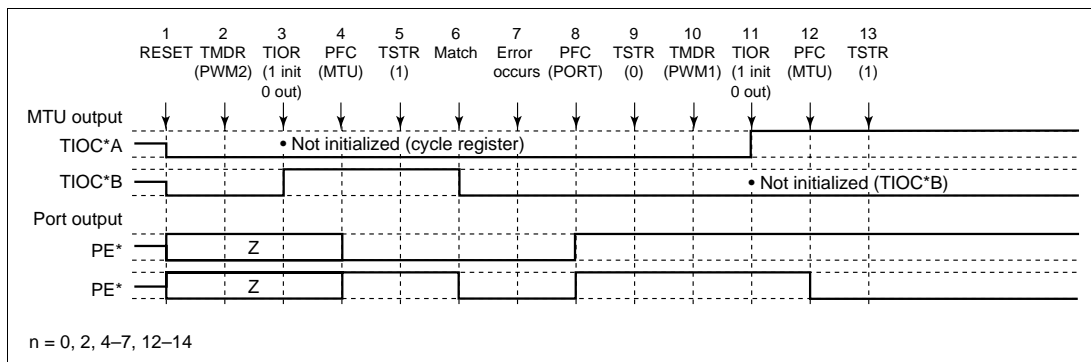 1 2 3 4 5 6 7 8 9 10 11 12 13
RESET TMDR TIOR PFC TSTR Match Error PFC TSTR TMDR TIOR PFC TSTR
(PWM2) (1 init (MTU) (1) occurs (PORT) (0) (PWM1) (1 init (MTU) (1)
0 out) 0 out)
MTU output
TIOC*A • Not initialized (cycle register)
TIOC*B • Not initialized (TIOC*B)
Port output
PE* Z
PE* Z
n = 0, 2, 4–7, 12–14